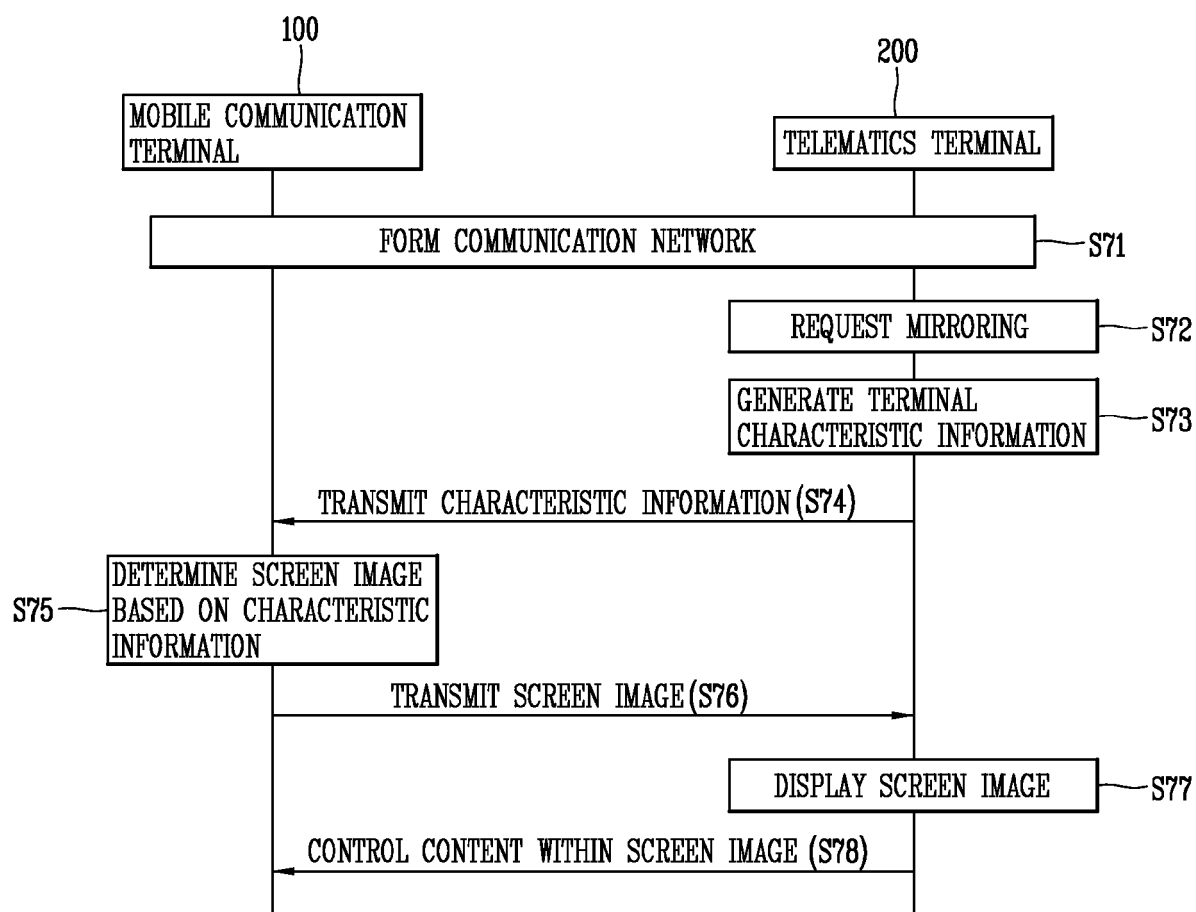 100
200
MOBILE COMMUNICATION
TERMINAL
TELEMATICS TERMINAL
FORM COMMUNICATION NETWORK
S71
REQUEST MIRRORING
S72
GENERATE TERMINAL
CHARACTERISTIC INFORMATION
S73
TRANSMIT CHARACTERISTIC INFORMATION(S74)
S75
DETERMINE SCREEN IMAGE
BASED ON CHARACTERISTIC
INFORMATION
TRANSMIT SCREEN IMAGE(S76)
DISPLAY SCREEN IMAGE
S77
CONTROL CONTENT WITHIN SCREEN IMAGE (S78)